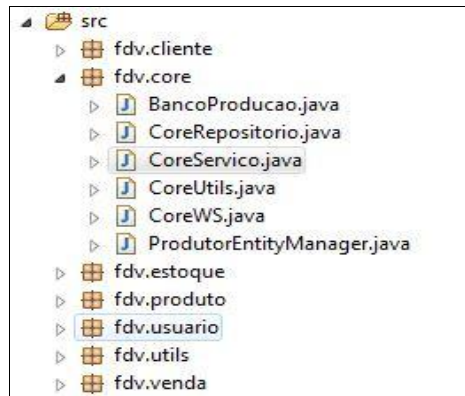 src
fdv.cliente
fdv.core
BancoProducao.java
CoreRepositorio.java
CoreServico.java
CoreUtils.java
CoreWS.java
ProdutorEntityManager.java
fdv.estoque
fdv.produto
fdv.usuario
fdv.utils
fdv.venda